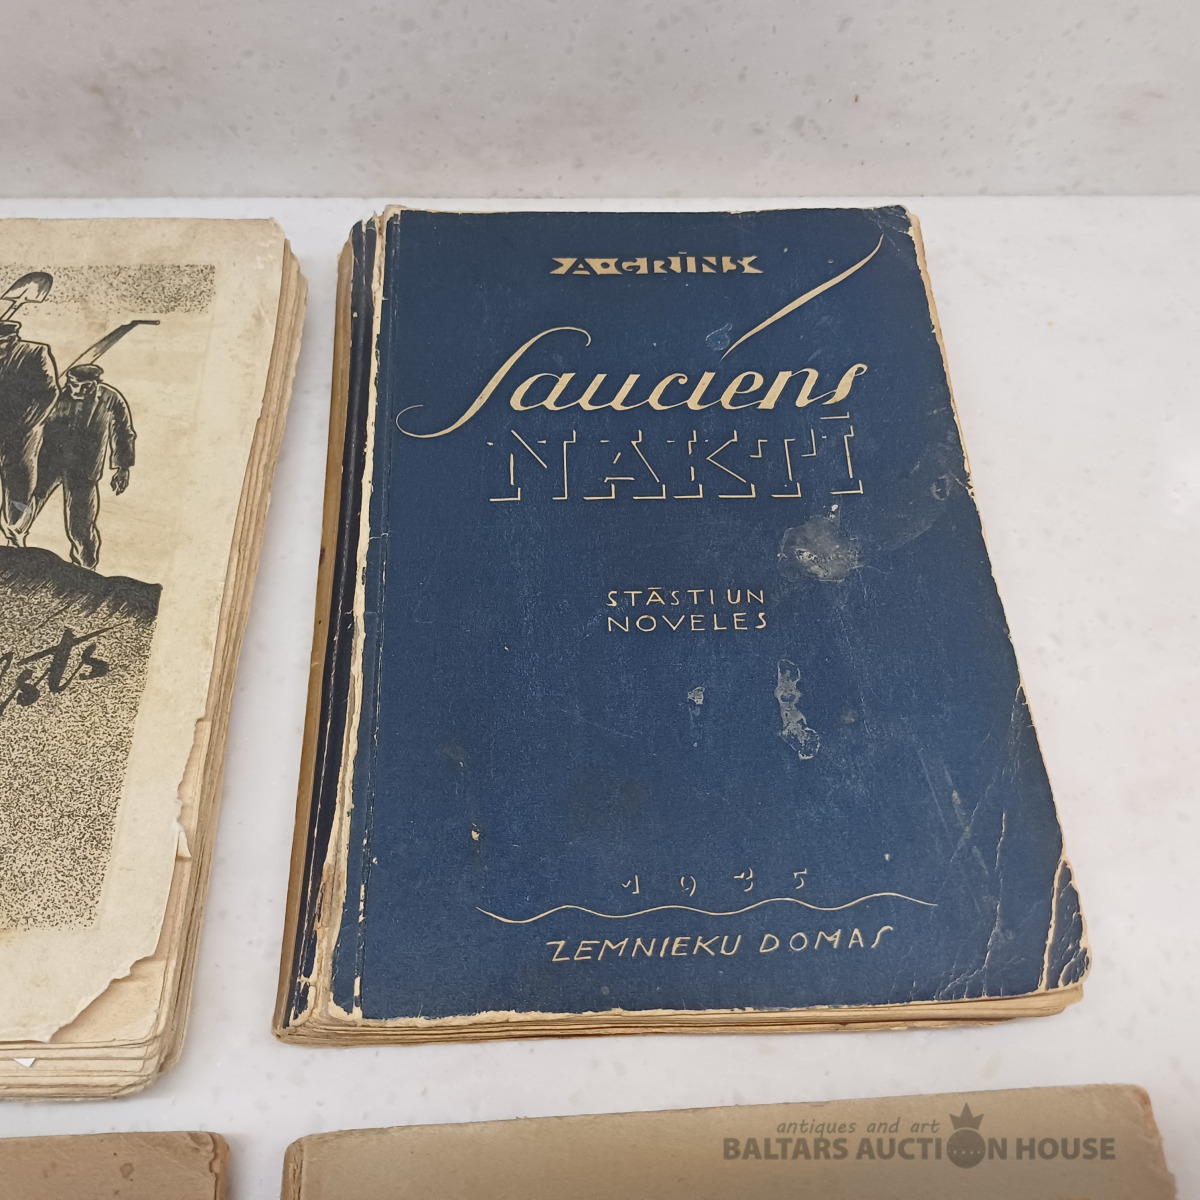 A·GRĪNS
Sauciens
NAKTĪ
STĀSTI UN
NOVELES
1935
ZEMNIEKU DOMAS
antiques and art
BALTARS AUCTION HOUSE